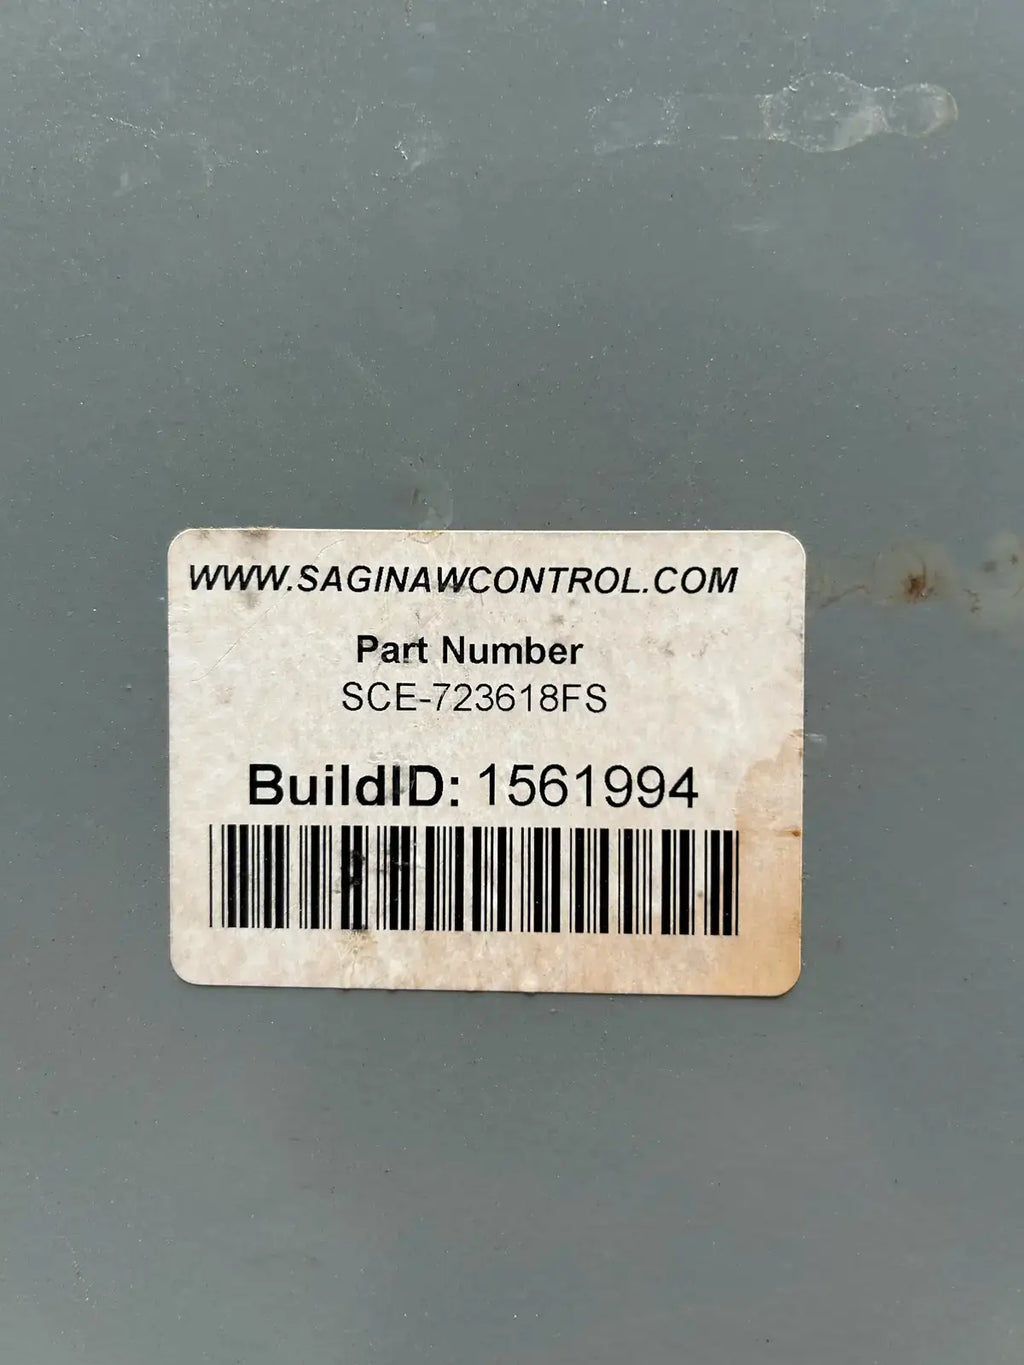 WWW.SAGINAWCONTROL.COM
Part Number
SCE-723618FS
BuildID: 1561994